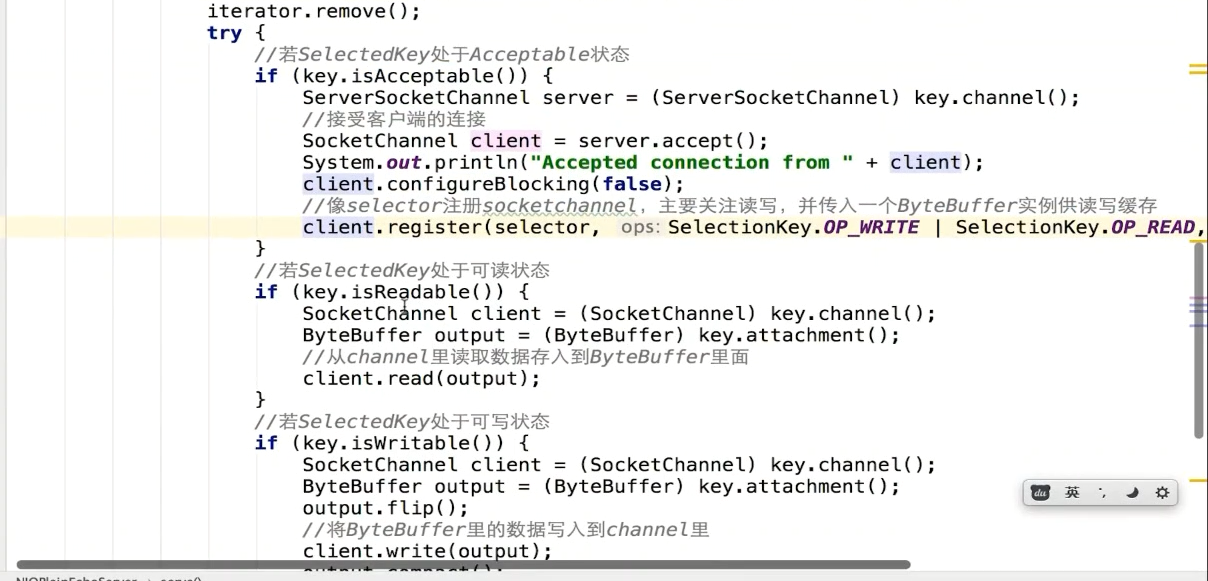 iterator.remove();
try {
//若SelectedKey处于Acceptable状态
if (key.isAcceptable()) {
ServerSocketChannel server = (ServerSocketChannel) key.channel();
//接受客户端的连接
SocketChannel client = server.accept();
System.out.println("Accepted connection from " + client);
client.configureBlocking(false);
//像selector注册socketchannel，主要关注读写，并传入一个ByteBuffer实例供读写缓存
client.register(selector, ops: SelectionKey.OP_WRITE | SelectionKey.OP_READ,
}
//若SelectedKey处于可读状态
if (key.isReadable()) {
SocketChannel client = (SocketChannel) key.channel();
ByteBuffer output = (ByteBuffer) key.attachment();
//从channel里读取数据存入到ByteBuffer里面
client.read(output);
}
//若SelectedKey处于可写状态
if (key.isWritable()) {
SocketChannel client = (SocketChannel) key.channel();
ByteBuffer output = (ByteBuffer) key.attachment();
output.flip();
//将ByteBuffer里的数据写入到channel里
client.write(output);
output.compact();
du 英
NIOPlainEchoServer › serve()